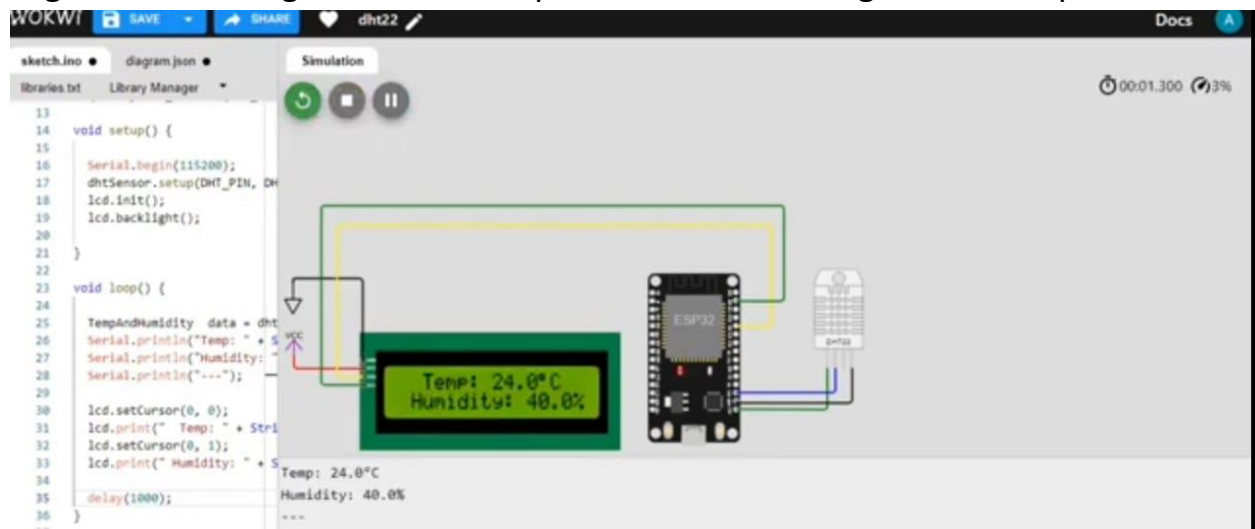 WOKWI SAVE SHARE dht22 Docs A
sketch.ino diagram.json Simulation
libraries.txt Library Manager
00:01.300 3%
13
14 void setup() {
15
16 Serial.begin(115200);
17 dhtSensor.setup(DHT_PIN, DH
18 lcd.init();
19 lcd.backlight();
20
21 }
22
23 void loop() {
24
25 TempAndHumidity data = dht
26 Serial.println("Temp: " + S
27 Serial.println("Humidity: "
28 Serial.println("---");
29
30 lcd.setCursor(0, 0);
31 lcd.print(" Temp: " + Stri
32 lcd.setCursor(0, 1);
33 lcd.print(" Humidity: " + S
34
35 delay(1000);
36 }
VCC
ESP32
DHT22
Temp: 24.0°C
Humidity: 40.0%
Temp: 24.0°C
Humidity: 40.0%
---